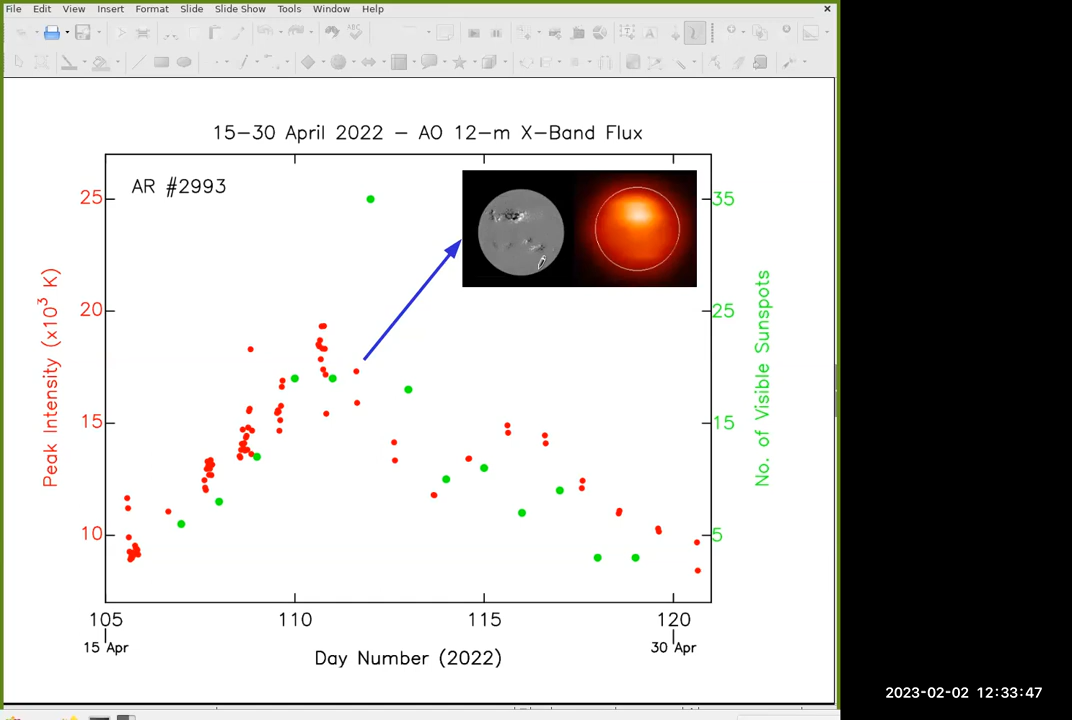 File Edit View Insert Format Slide Slide Show Tools Window Help
15-30 April 2022 - AO 12-m X-Band Flux
AR #2993
25
20
15
10
Peak Intensity (x10³ K)
35
25
15
5
No. of Visible Sunspots
105 110 115 120
15 Apr 30 Apr
Day Number (2022)
2023-02-02 12:33:47